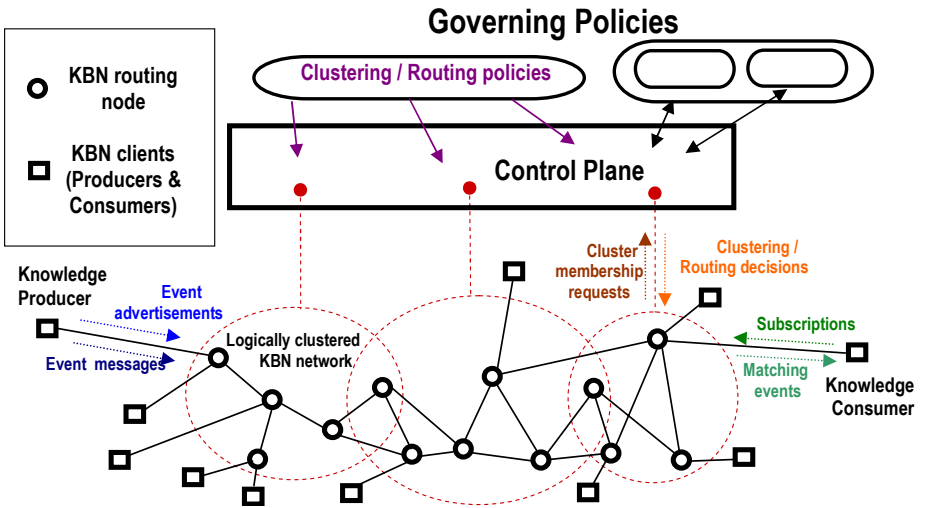 Governing Policies
KBN routing
node
KBN clients
(Producers &
Consumers)
Clustering / Routing policies
Control Plane
Cluster
membership
requests
Clustering /
Routing decisions
Knowledge
Producer
Event
advertisements
Event messages
Logically clustered
KBN network
Subscriptions
Matching
events
Knowledge
Consumer